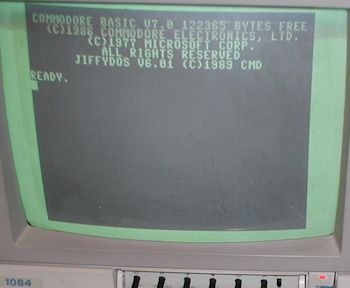 COMMODORE BASIC V7.0 122365 BYTES FREE
(C)1986 COMMODORE ELECTRONICS, LTD.
(C)1977 MICROSOFT CORP.
ALL RIGHTS RESERVED
JIFFYDOS V6.01 (C)1989 CMD
READY.
1084